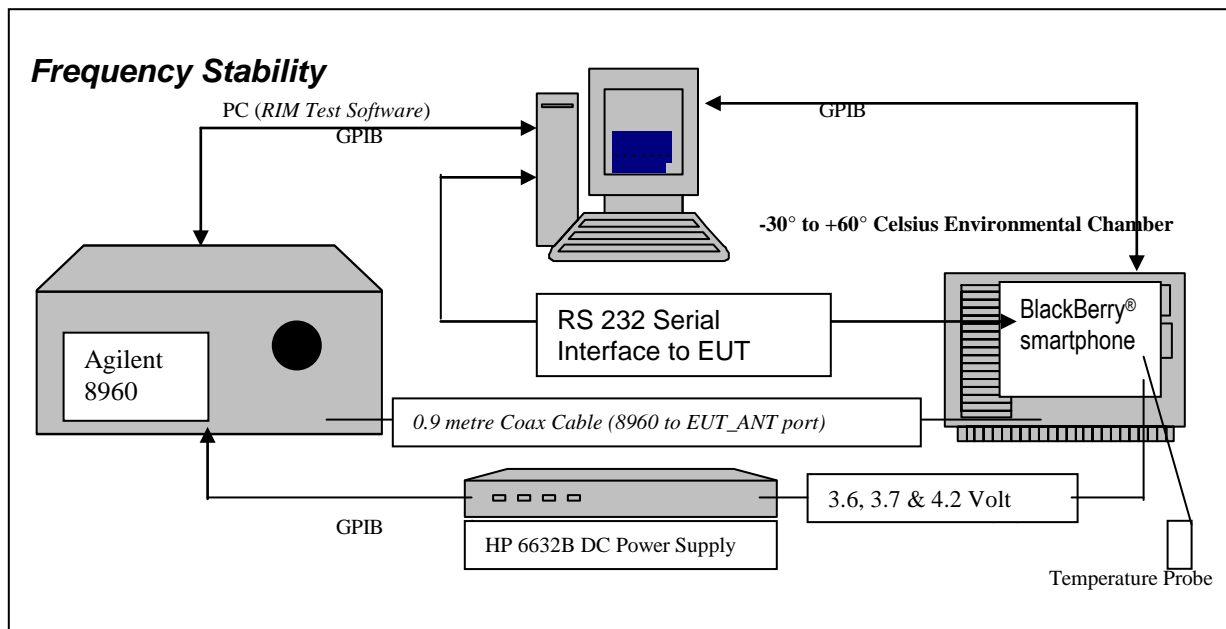 Frequency Stability
PC (RIM Test Software)
GPIB
GPIB
-30° to +60° Celsius Environmental Chamber
BlackBerry®
smartphone
RS 232 Serial
Interface to EUT
Agilent
8960
0.9 metre Coax Cable (8960 to EUT_ANT port)
3.6, 3.7 & 4.2 Volt
GPIB
HP 6632B DC Power Supply
Temperature Probe